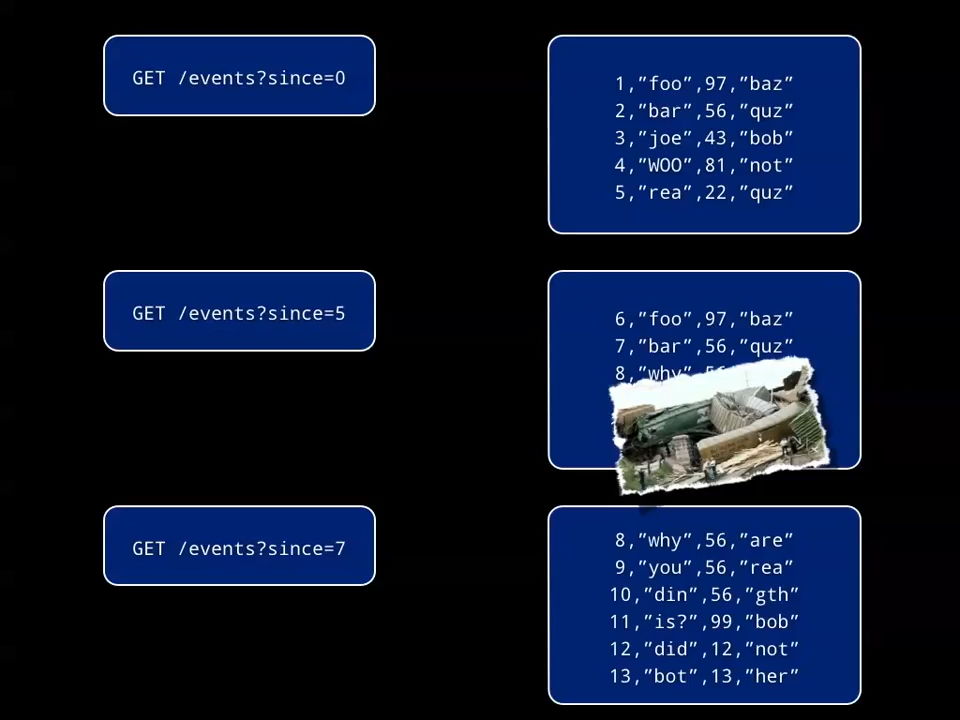 GET /events?since=0
1,”foo”,97,”baz”
2,”bar”,56,”quz”
3,”joe”,43,”bob”
4,”WOO”,81,”not”
5,”rea”,22,”quz”
GET /events?since=5
6,”foo”,97,”baz”
7,”bar”,56,”quz”
8,”why”,56
GET /events?since=7
8,”why”,56,”are”
9,”you”,56,”rea”
10,”din”,56,”gth”
11,”is?”,99,”bob”
12,”did”,12,”not”
13,”bot”,13,”her”